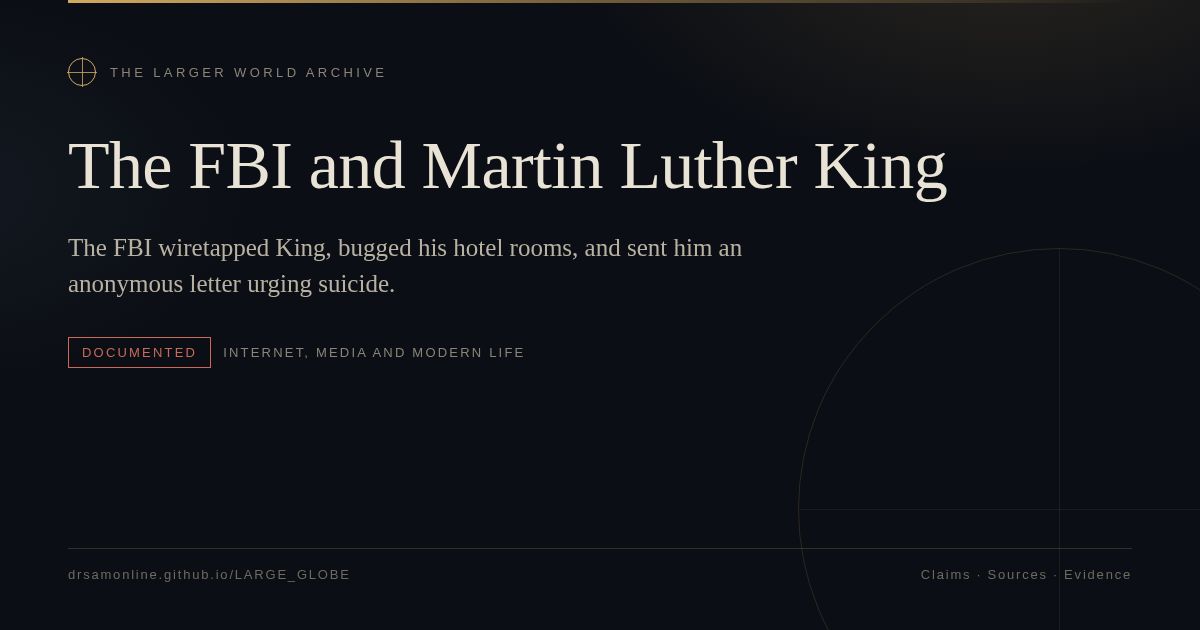 THE LARGER WORLD ARCHIVE
The FBI and Martin Luther King
The FBI wiretapped King, bugged his hotel rooms, and sent him an
anonymous letter urging suicide.
DOCUMENTED INTERNET, MEDIA AND MODERN LIFE
drsamonline.github.io/LARGE_GLOBE Claims · Sources · Evidence